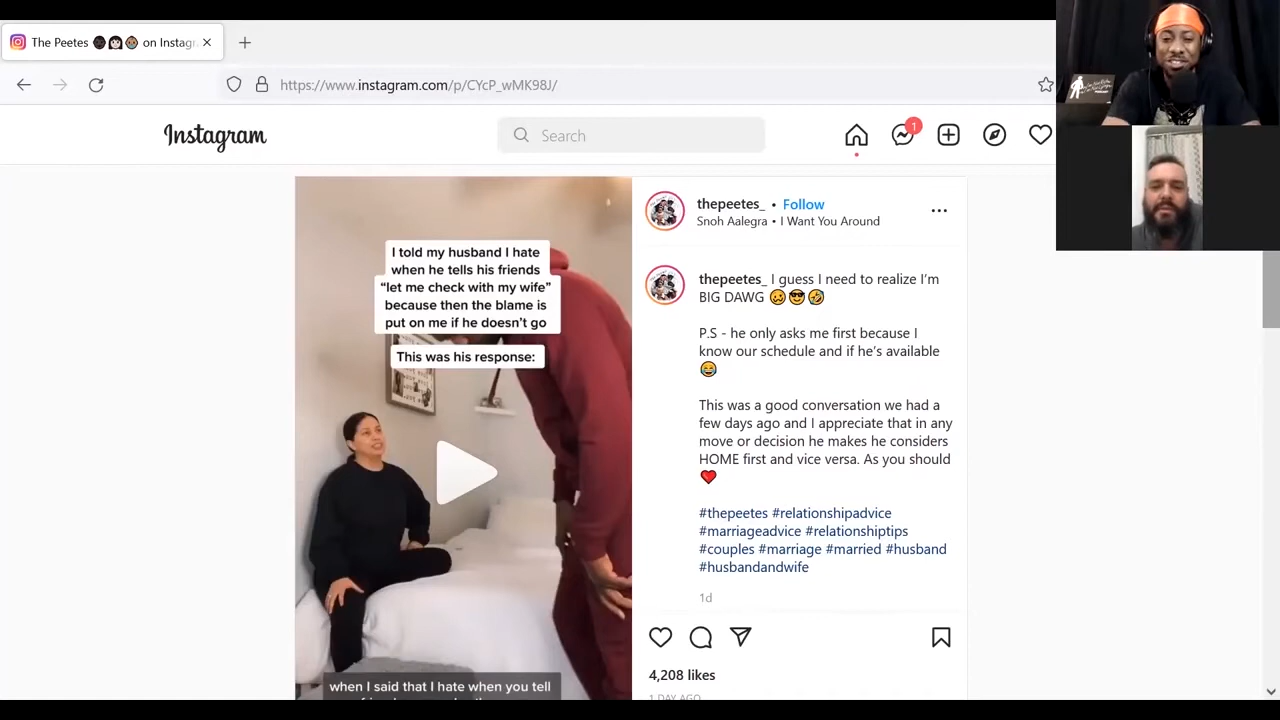 The Peetes on Instagr
https://www.instagram.com/p/CYcP_wMK98J/
Instagram
Search
1
I told my husband I hate
when he tells his friends
“let me check with my wife”
because then the blame is
put on me if he doesn’t go
This was his response:
when I said that I hate when you tell
thepeetes_ • Follow
Snoh Aalegra • I Want You Around
thepeetes_ I guess I need to realize I’m
BIG DAWG 🥴😎🤣
P.S - he only asks me first because I
know our schedule and if he’s available
😂
This was a good conversation we had a
few days ago and I appreciate that in any
move or decision he makes he considers
HOME first and vice versa. As you should
❤️
#thepeetes #relationshipadvice
#marriageadvice #relationshiptips
#couples #marriage #married #husband
#husbandandwife
1d
4,208 likes
1 DAY AGO